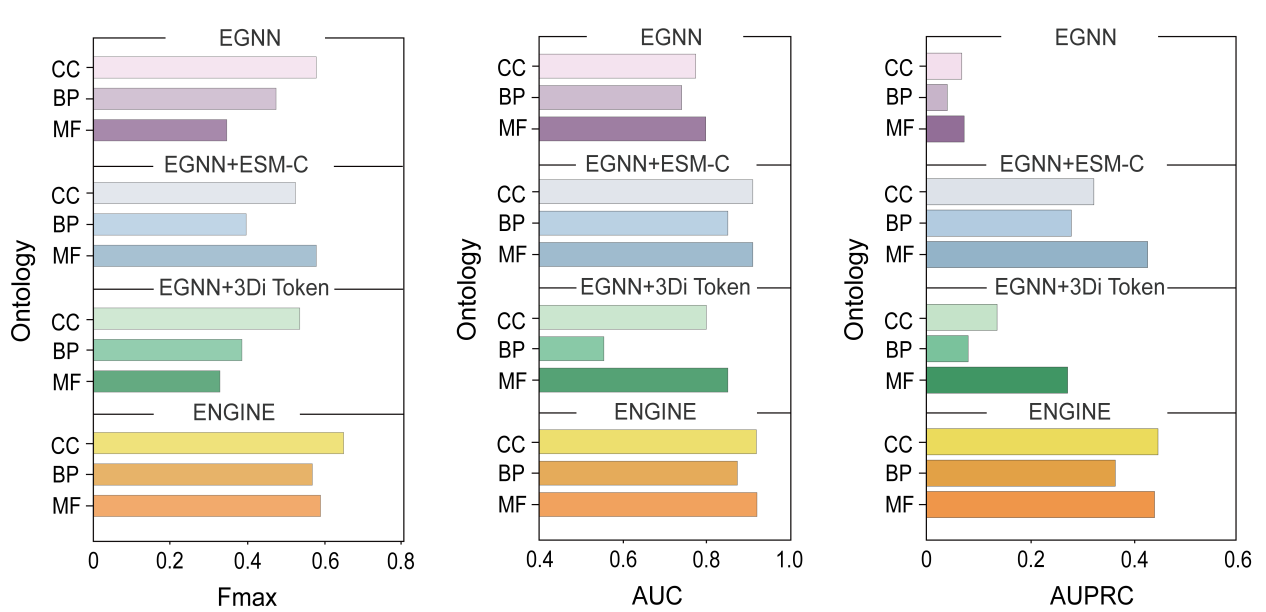 EGNN
CC
BP
MF
EGNN+ESM-C
CC
BP
MF
EGNN+3Di Token
CC
BP
MF
ENGINE
CC
BP
MF
Ontology
0 0.2 0.4 0.6 0.8
Fmax
EGNN
CC
BP
MF
EGNN+ESM-C
CC
BP
MF
EGNN+3Di Token
CC
BP
MF
ENGINE
CC
BP
MF
Ontology
0.4 0.6 0.8 1.0
AUC
EGNN
CC
BP
MF
EGNN+ESM-C
CC
BP
MF
EGNN+3Di Token
CC
BP
MF
ENGINE
CC
BP
MF
Ontology
0 0.2 0.4 0.6
AUPRC